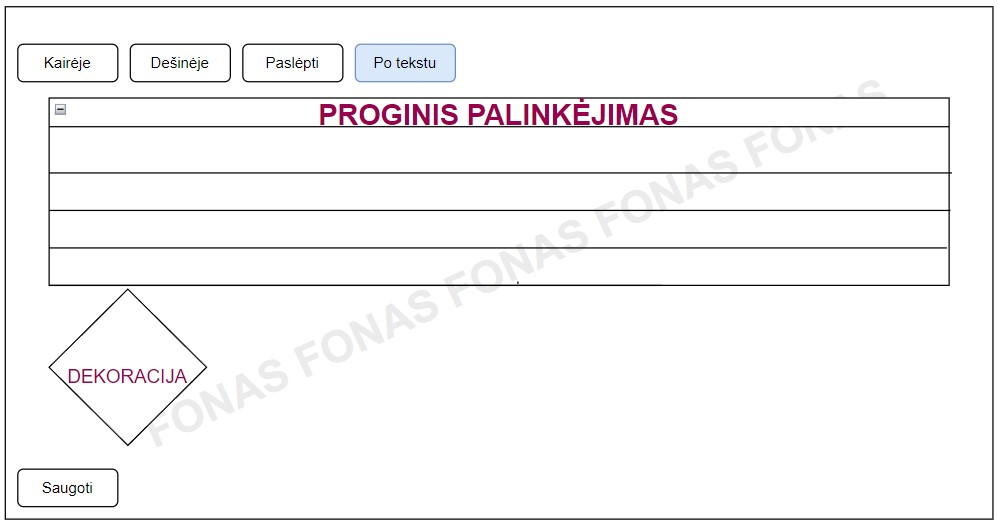 Kairėje Dešinėje Paslėpti Po tekstu
PROGINIS PALINKĖJIMAS
FONAS FONAS FONAS FONAS FONAS
DEKORACIJA
Saugoti